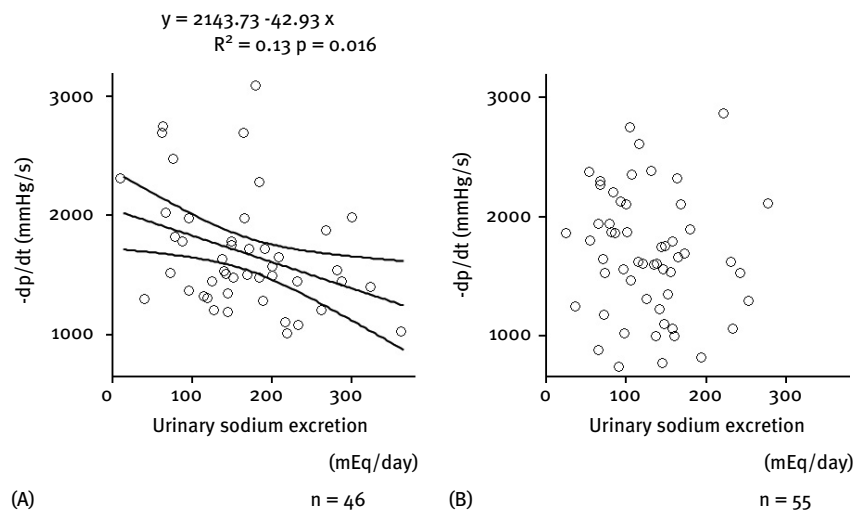 y = 2143.73 -42.93 x
R² = 0.13 p = 0.016
3000
2000
1000
-dp/dt (mmHg/s)
0 100 200 300
Urinary sodium excretion
(mEq/day)
(A) n = 46
3000
2000
1000
-dp/dt (mmHg/s)
0 100 200 300
Urinary sodium excretion
(mEq/day)
(B) n = 55